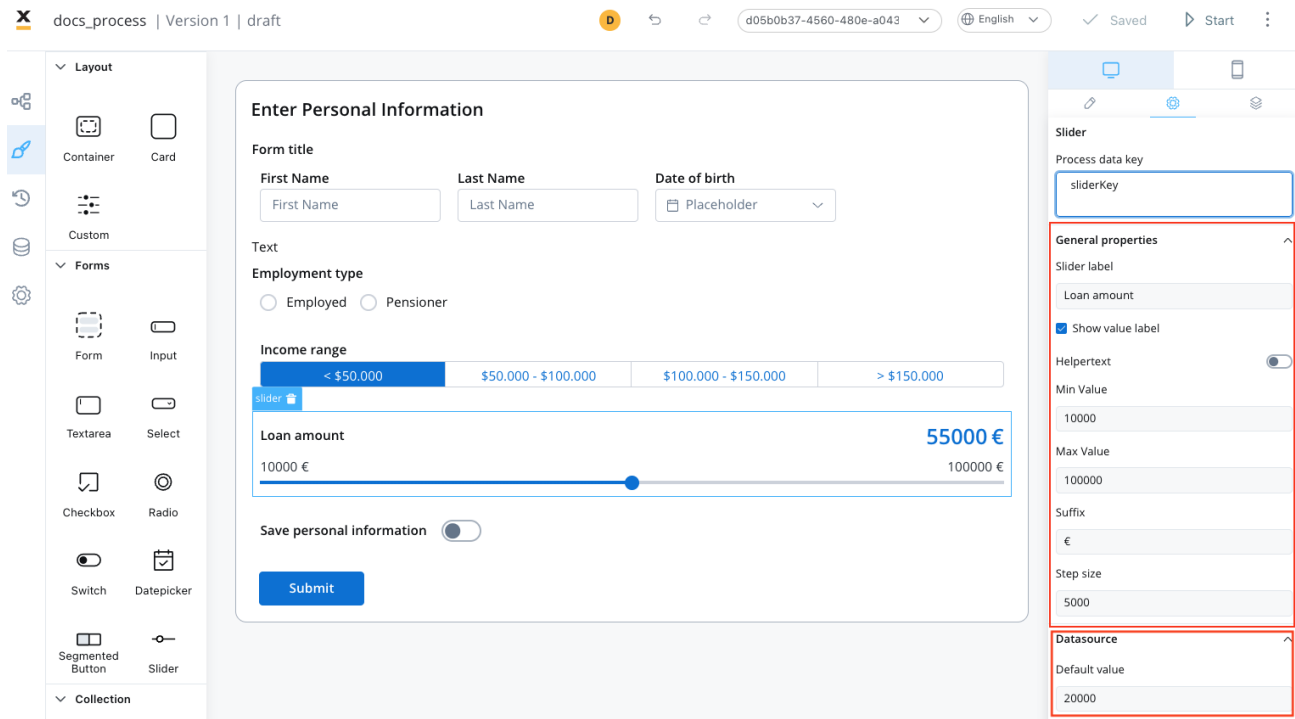 docs_process | Version 1 | draft
D
d05b0b37-4560-480e-a043
English
Saved
Start
Layout
Container
Card
Custom
Forms
Form
Input
Textarea
Select
Checkbox
Radio
Switch
Datepicker
Segmented
Button
Slider
Collection
Enter Personal Information
Form title
First Name
Last Name
Date of birth
First Name
Last Name
Placeholder
Text
Employment type
Employed
Pensioner
Income range
< $50.000
$50.000 - $100.000
$100.000 - $150.000
> $150.000
slider
Loan amount
55000 €
10000 €
100000 €
Save personal information
Submit
Slider
Process data key
sliderKey
General properties
Slider label
Loan amount
Show value label
Helpertext
Min Value
10000
Max Value
100000
Suffix
€
Step size
5000
Datasource
Default value
20000